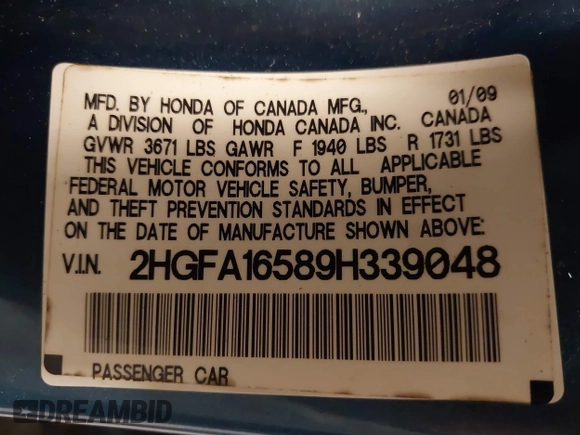 MFD. BY HONDA OF CANADA MFG., 01/09
A DIVISION OF HONDA CANADA INC. CANADA
GVWR 3671 LBS GAWR F 1940 LBS R 1731 LBS
THIS VEHICLE CONFORMS TO ALL APPLICABLE
FEDERAL MOTOR VEHICLE SAFETY, BUMPER,
AND THEFT PREVENTION STANDARDS IN EFFECT
ON THE DATE OF MANUFACTURE SHOWN ABOVE:
V.I.N. 2HGFA16589H339048
PASSENGER CAR
DREAMBID